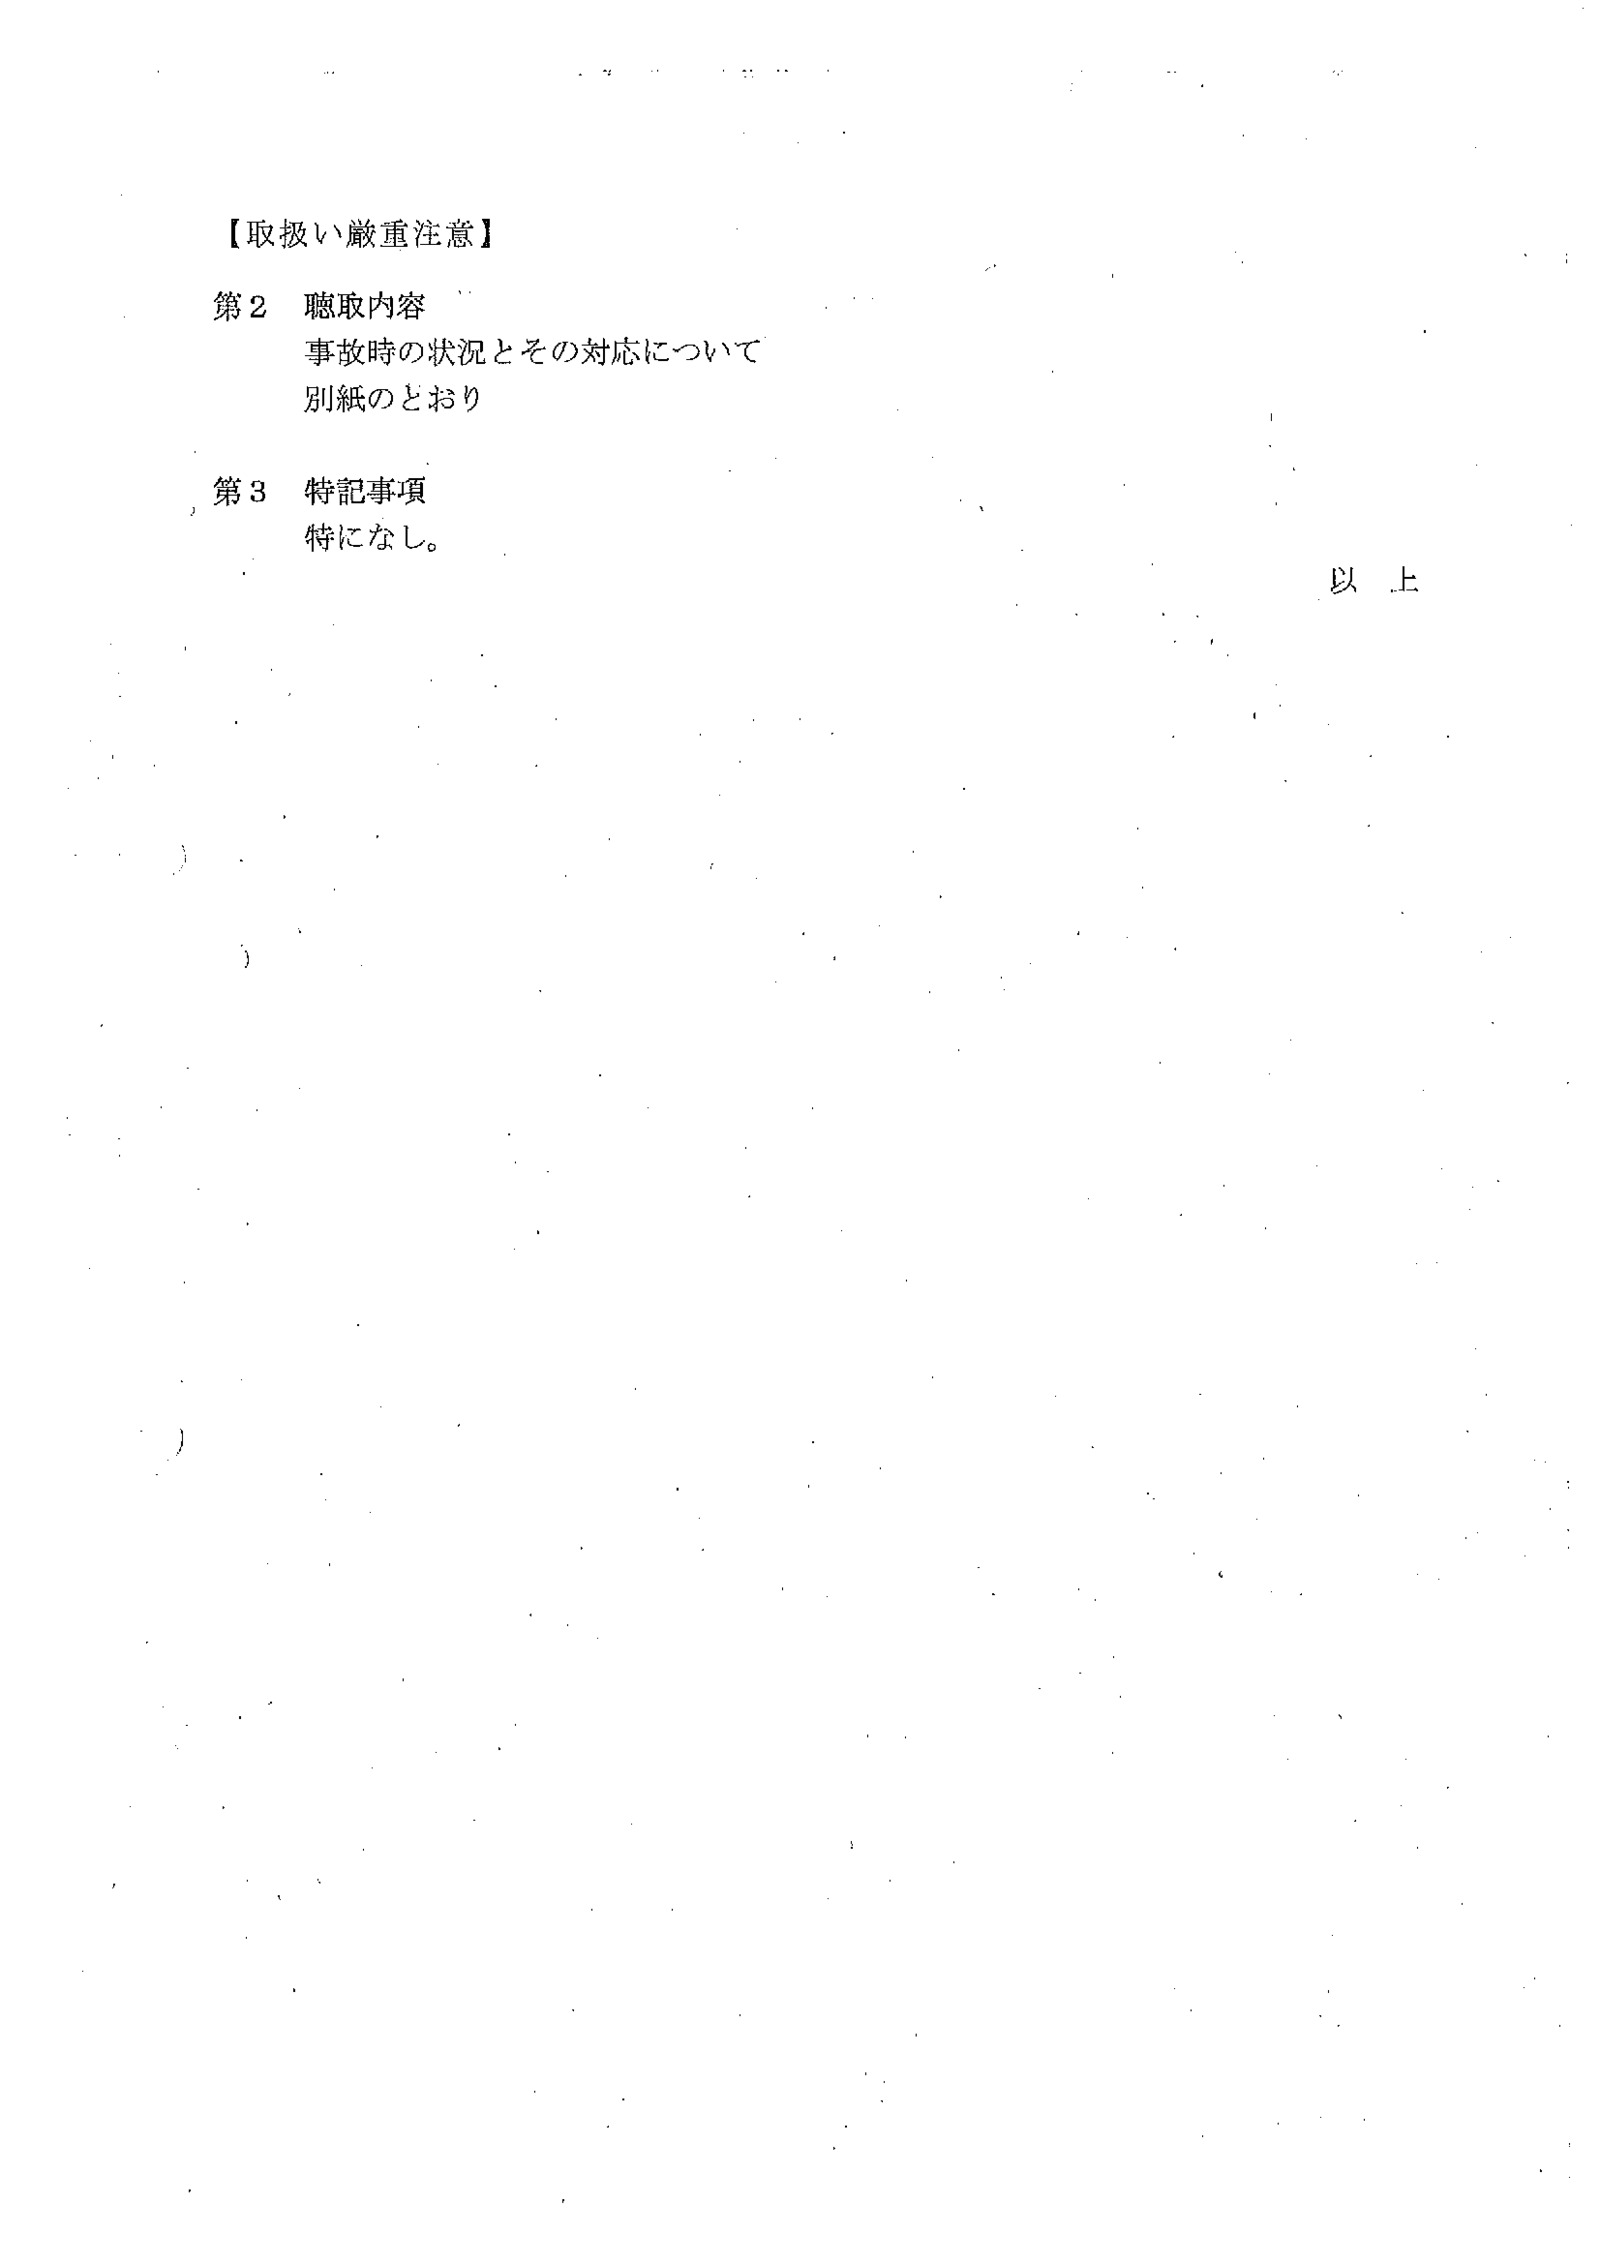 【取扱い厳重注意】
第２　聴取内容
事故時の状況とその対応について
別紙のとおり
第３　特記事項
特になし。
以　上